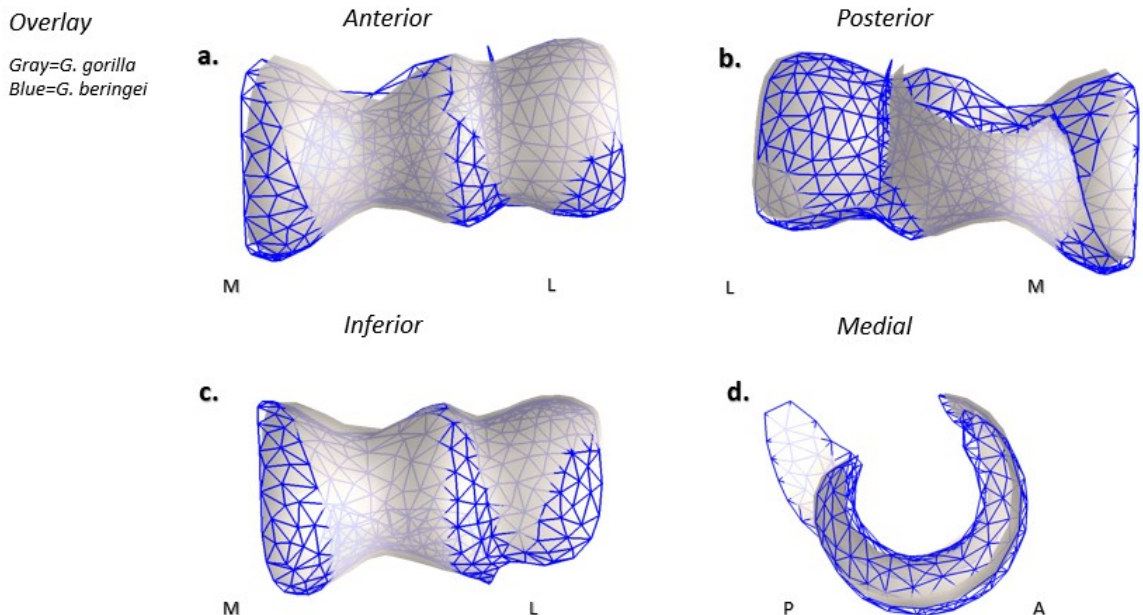 Overlay
Gray=G. gorilla
Blue=G. beringei
Anterior
Posterior
a.
b.
M
L
L
M
Inferior
Medial
c.
d.
M
L
P
A